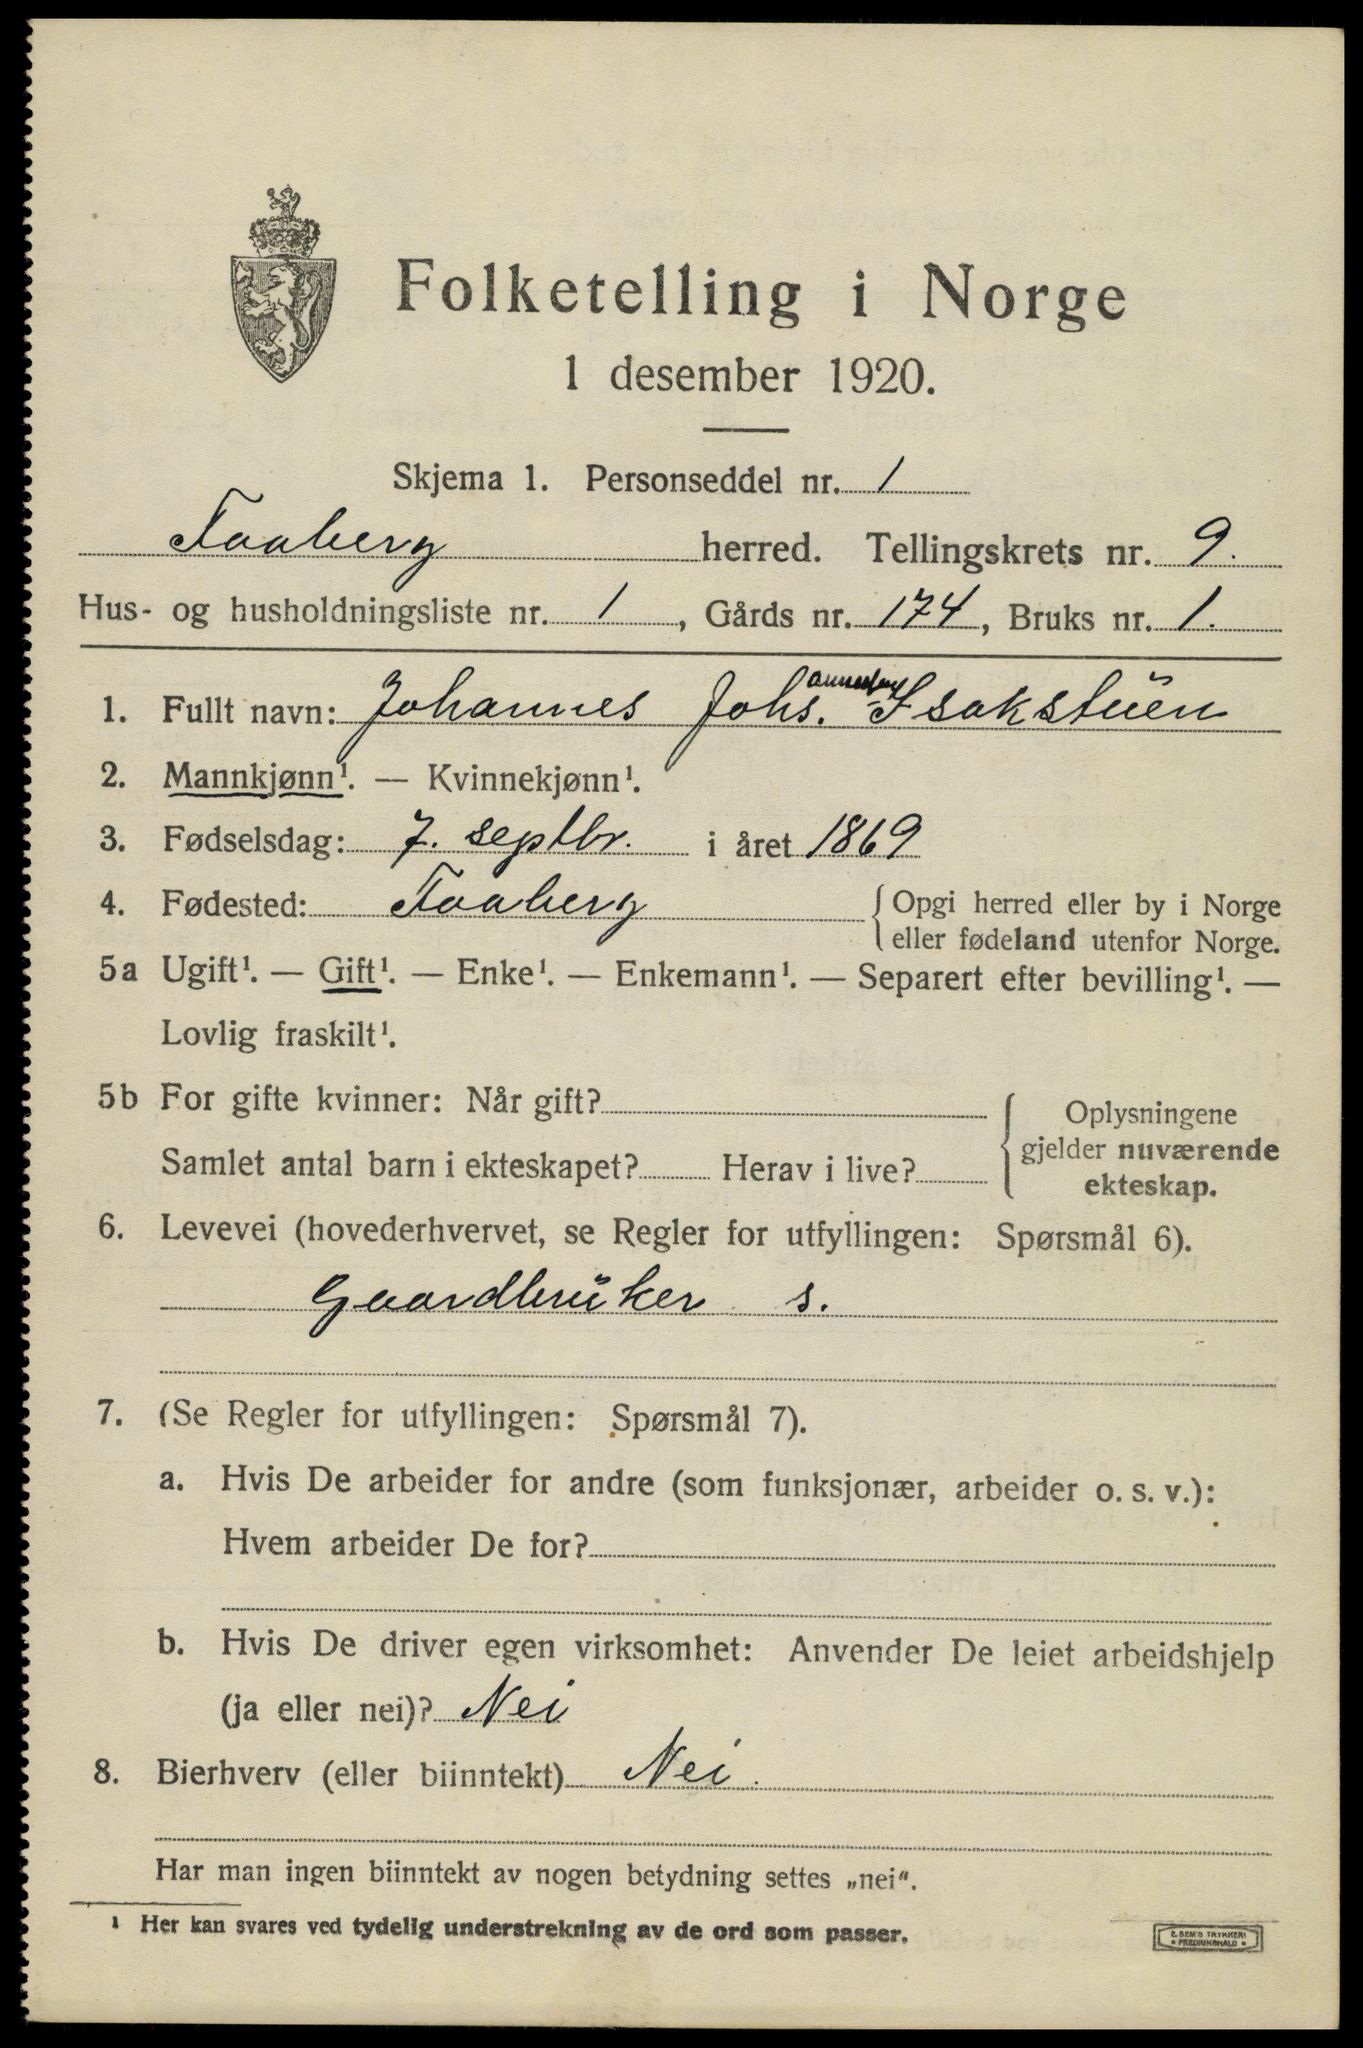 Folketelling i Norge
1 desember 1920.
Skjema 1. Personseddel nr. 1
Faaberg herred. Tellingskrets nr. 9.
Hus- og husholdningsliste nr. 1, Gårds nr. 174, Bruks nr. 1.
1. Fullt navn: Johannes Johs. annesen Isakstuen
2. Mannkjønn¹. — Kvinnekjønn¹.
3. Fødselsdag: 7. septbr. i året 1869
4. Fødested: Faaberg { Opgi herred eller by i Norge
eller fødeland utenfor Norge.
5a Ugift¹. — Gift¹. — Enke¹. — Enkemann¹. — Separert efter bevilling¹. —
Lovlig fraskilt¹.
5b For gifte kvinner: Når gift? { Oplysningene
gjelder nuværende
Samlet antal barn i ekteskapet? Herav i live?
ekteskap.
6. Levevei (hovederhvervet, se Regler for utfyllingen: Spørsmål 6).
Gaardbrüker s.
7. (Se Regler for utfyllingen: Spørsmål 7).
a. Hvis De arbeider for andre (som funksjonær, arbeider o. s. v.):
Hvem arbeider De for?
b. Hvis De driver egen virksomhet: Anvender De leiet arbeidshjelp
(ja eller nei)? Nei
8. Bierhverv (eller biinntekt) Nei.
Har man ingen biinntekt av nogen betydning settes „nei“.
¹ Her kan svares ved tydelig understrekning av de ord som passer.
E. SEM'S TRYKKERI
• FREDRIKSHALD •